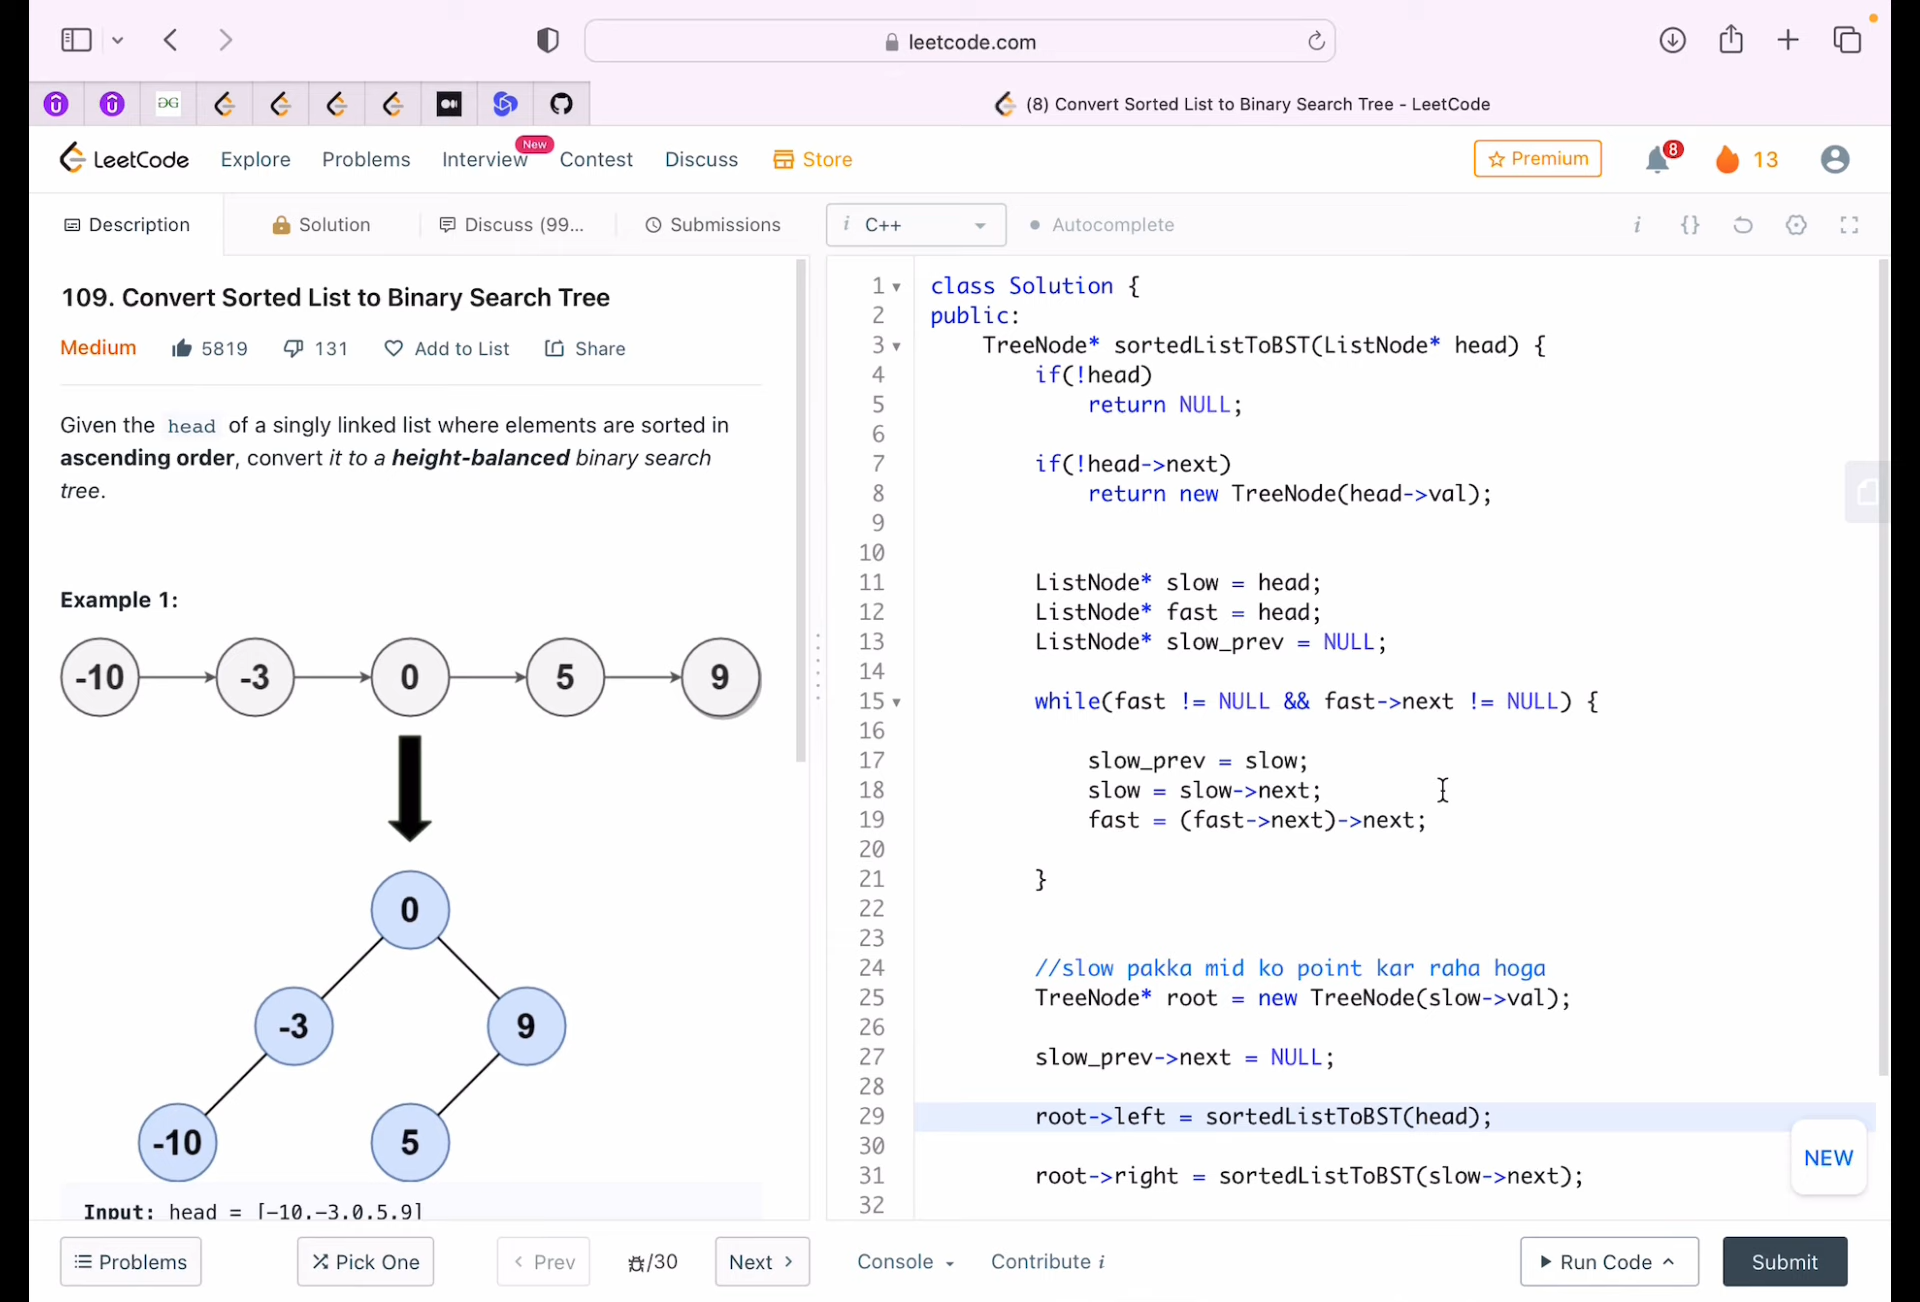 leetcode.com
(8) Convert Sorted List to Binary Search Tree - LeetCode
LeetCode
Explore
Problems
Interview
New
Contest
Discuss
Store
Premium
8
13
Description
Solution
Discuss (99...
Submissions
i C++
Autocomplete
i {}
109. Convert Sorted List to Binary Search Tree
Medium
5819
131
Add to List
Share
Given the head of a singly linked list where elements are sorted in
ascending order, convert it to a height-balanced binary search
tree.
Example 1:
-10 -3 0 5 9
0
-3 9
-10 5
Input: head = [-10,-3,0,5,9]
1 class Solution {
2 public:
3 TreeNode* sortedListToBST(ListNode* head) {
4 if(!head)
5 return NULL;
6
7 if(!head->next)
8 return new TreeNode(head->val);
9
10
11 ListNode* slow = head;
12 ListNode* fast = head;
13 ListNode* slow_prev = NULL;
14
15 while(fast != NULL && fast->next != NULL) {
16
17 slow_prev = slow;
18 slow = slow->next;
19 fast = (fast->next)->next;
20
21 }
22
23
24 //slow pakka mid ko point kar raha hoga
25 TreeNode* root = new TreeNode(slow->val);
26
27 slow_prev->next = NULL;
28
29 root->left = sortedListToBST(head);
30
31 root->right = sortedListToBST(slow->next);
32
NEW
Problems
Pick One
Prev
/30
Next
Console
Contribute i
Run Code
Submit